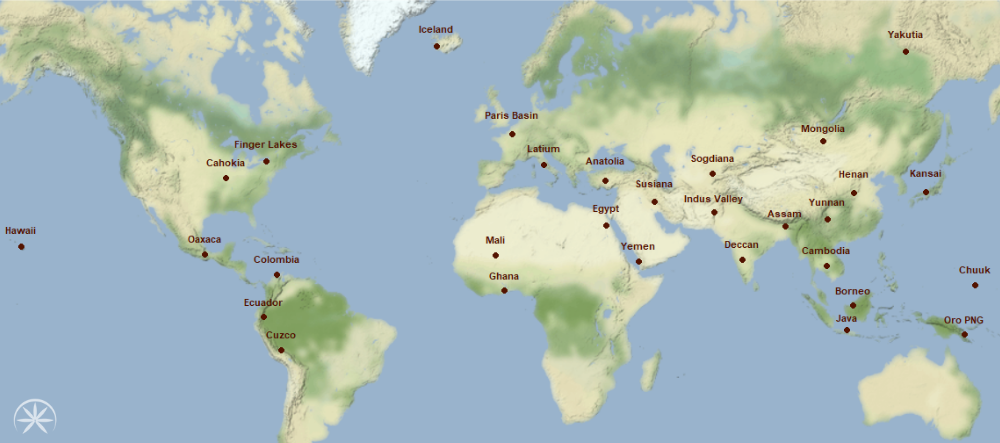 Iceland
Yakutia
Paris Basin
Mongolia
Finger Lakes
Latium
Cahokia
Anatolia
Sogdiana
Henan
Kansai
Susiana
Indus Valley
Yunnan
Egypt
Assam
Hawaii
Oaxaca
Mali
Yemen
Deccan
Cambodia
Colombia
Chuuk
Ghana
Borneo
Ecuador
Java
Oro PNG
Cuzco